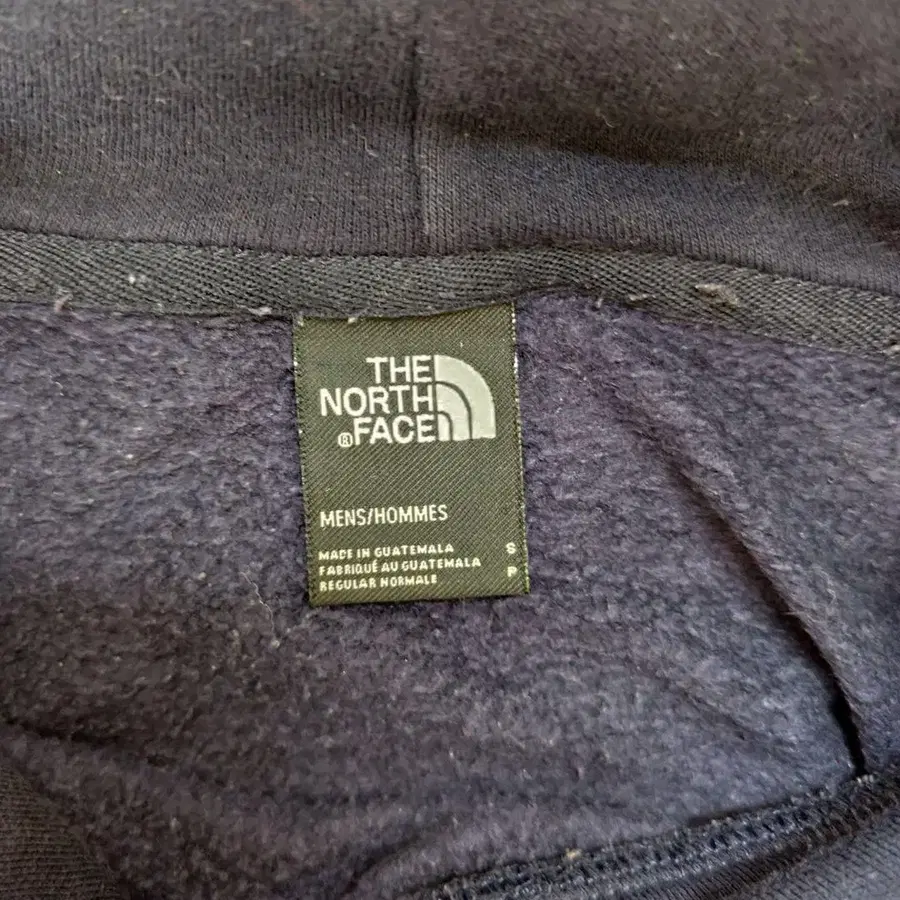 THE
NORTH
®FACE
MENS/HOMMES
MADE IN GUATEMALA
FABRIQUÉ AU GUATEMALA
REGULAR NORMALE
S
P